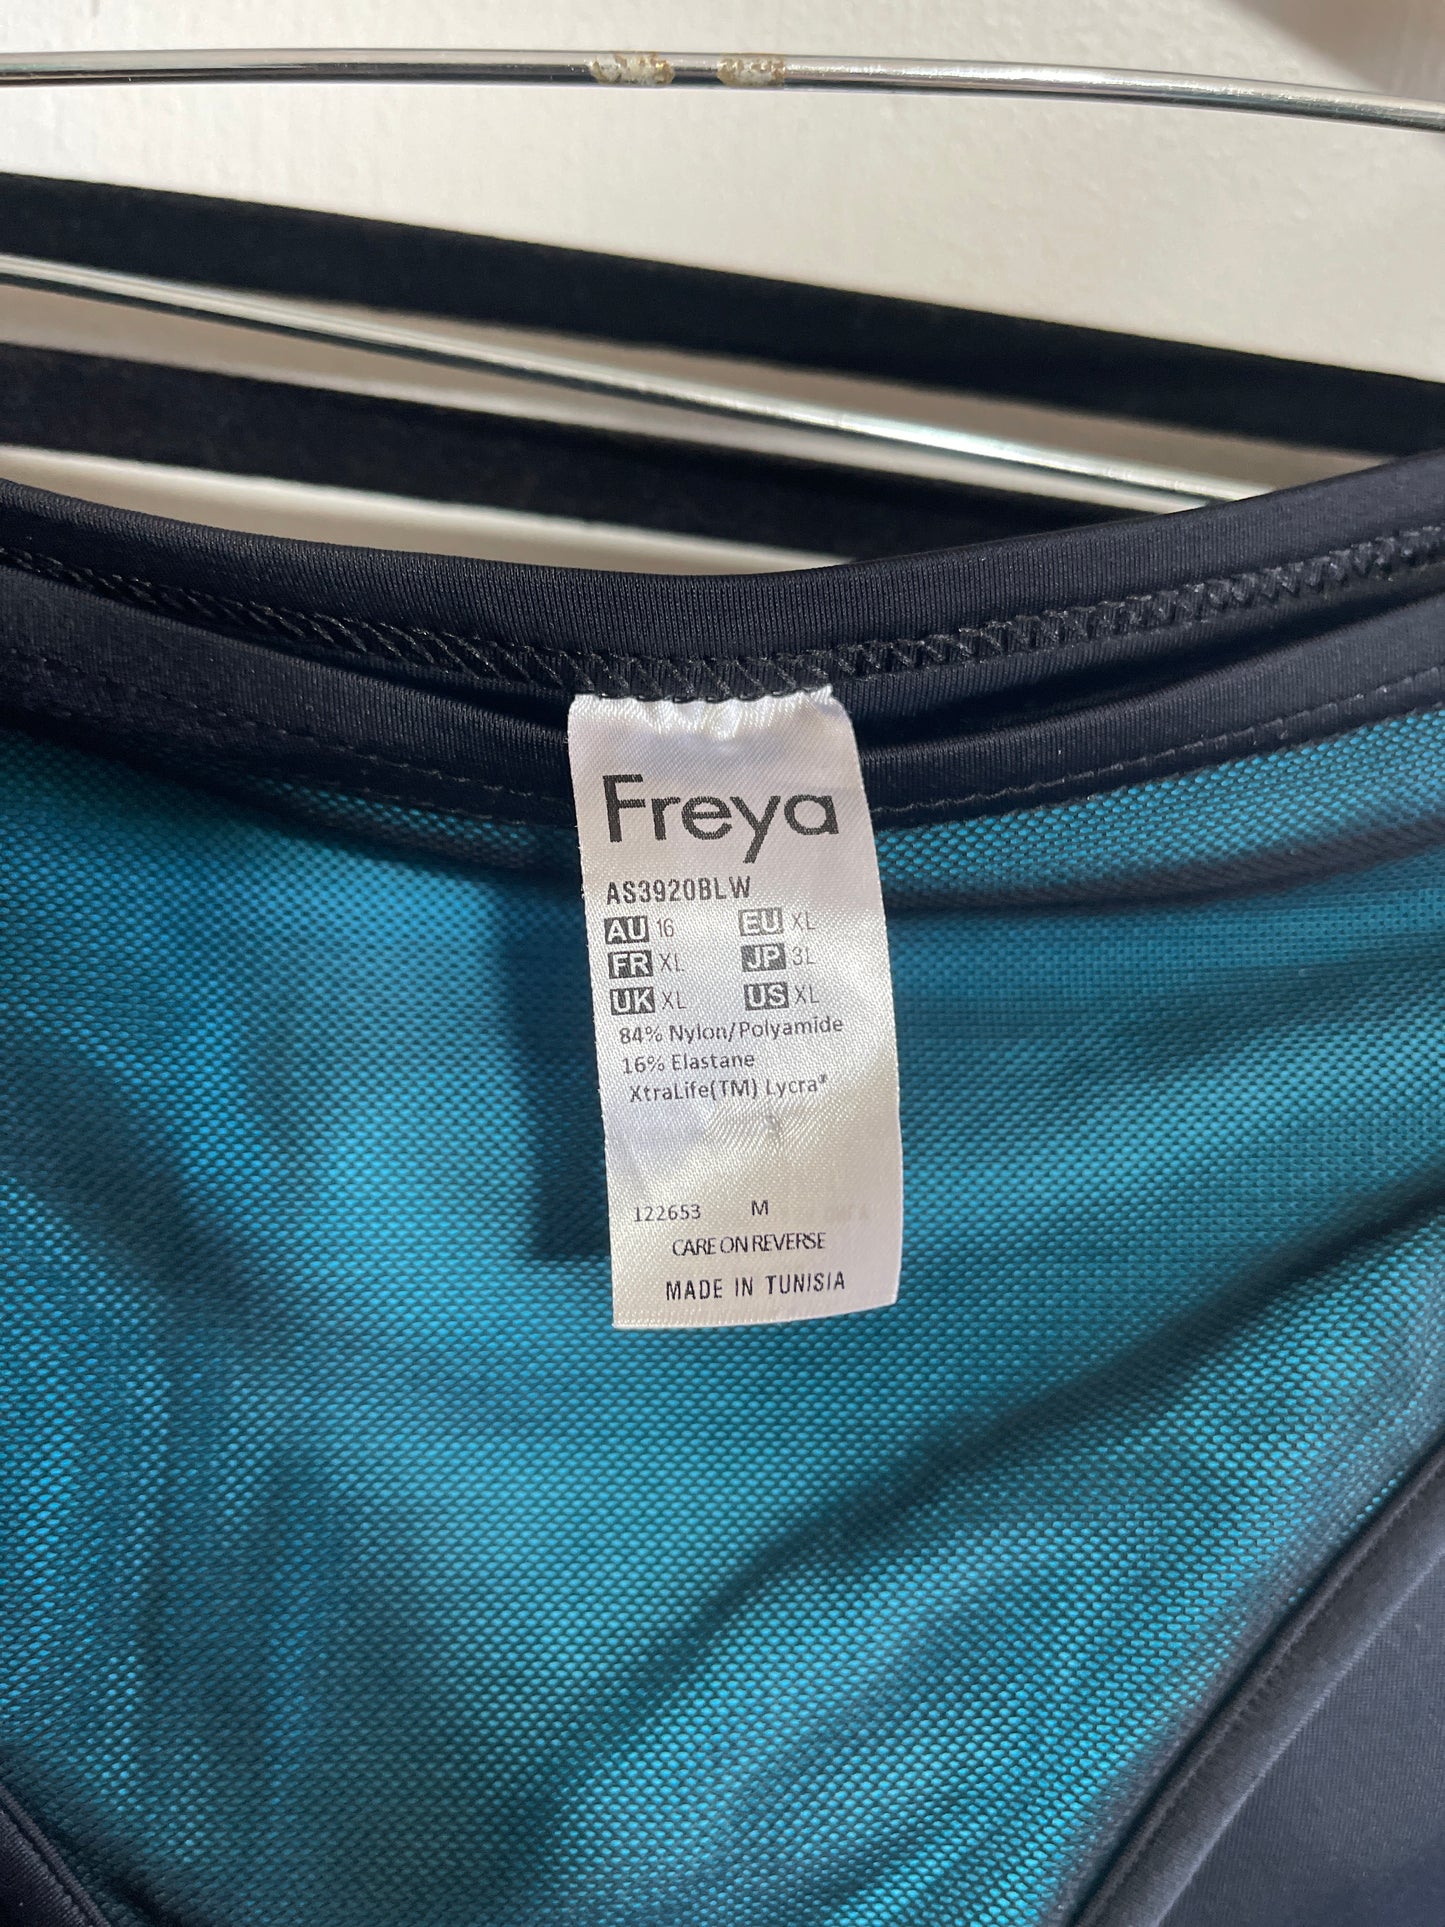 Freya
AS3920BLW
AU 16 EU XL
FR XL JP 3L
UK XL US XL
84% Nylon/Polyamide
16% Elastane
XtraLife(TM) Lycra*
122653 M
CARE ON REVERSE
MADE IN TUNISIA